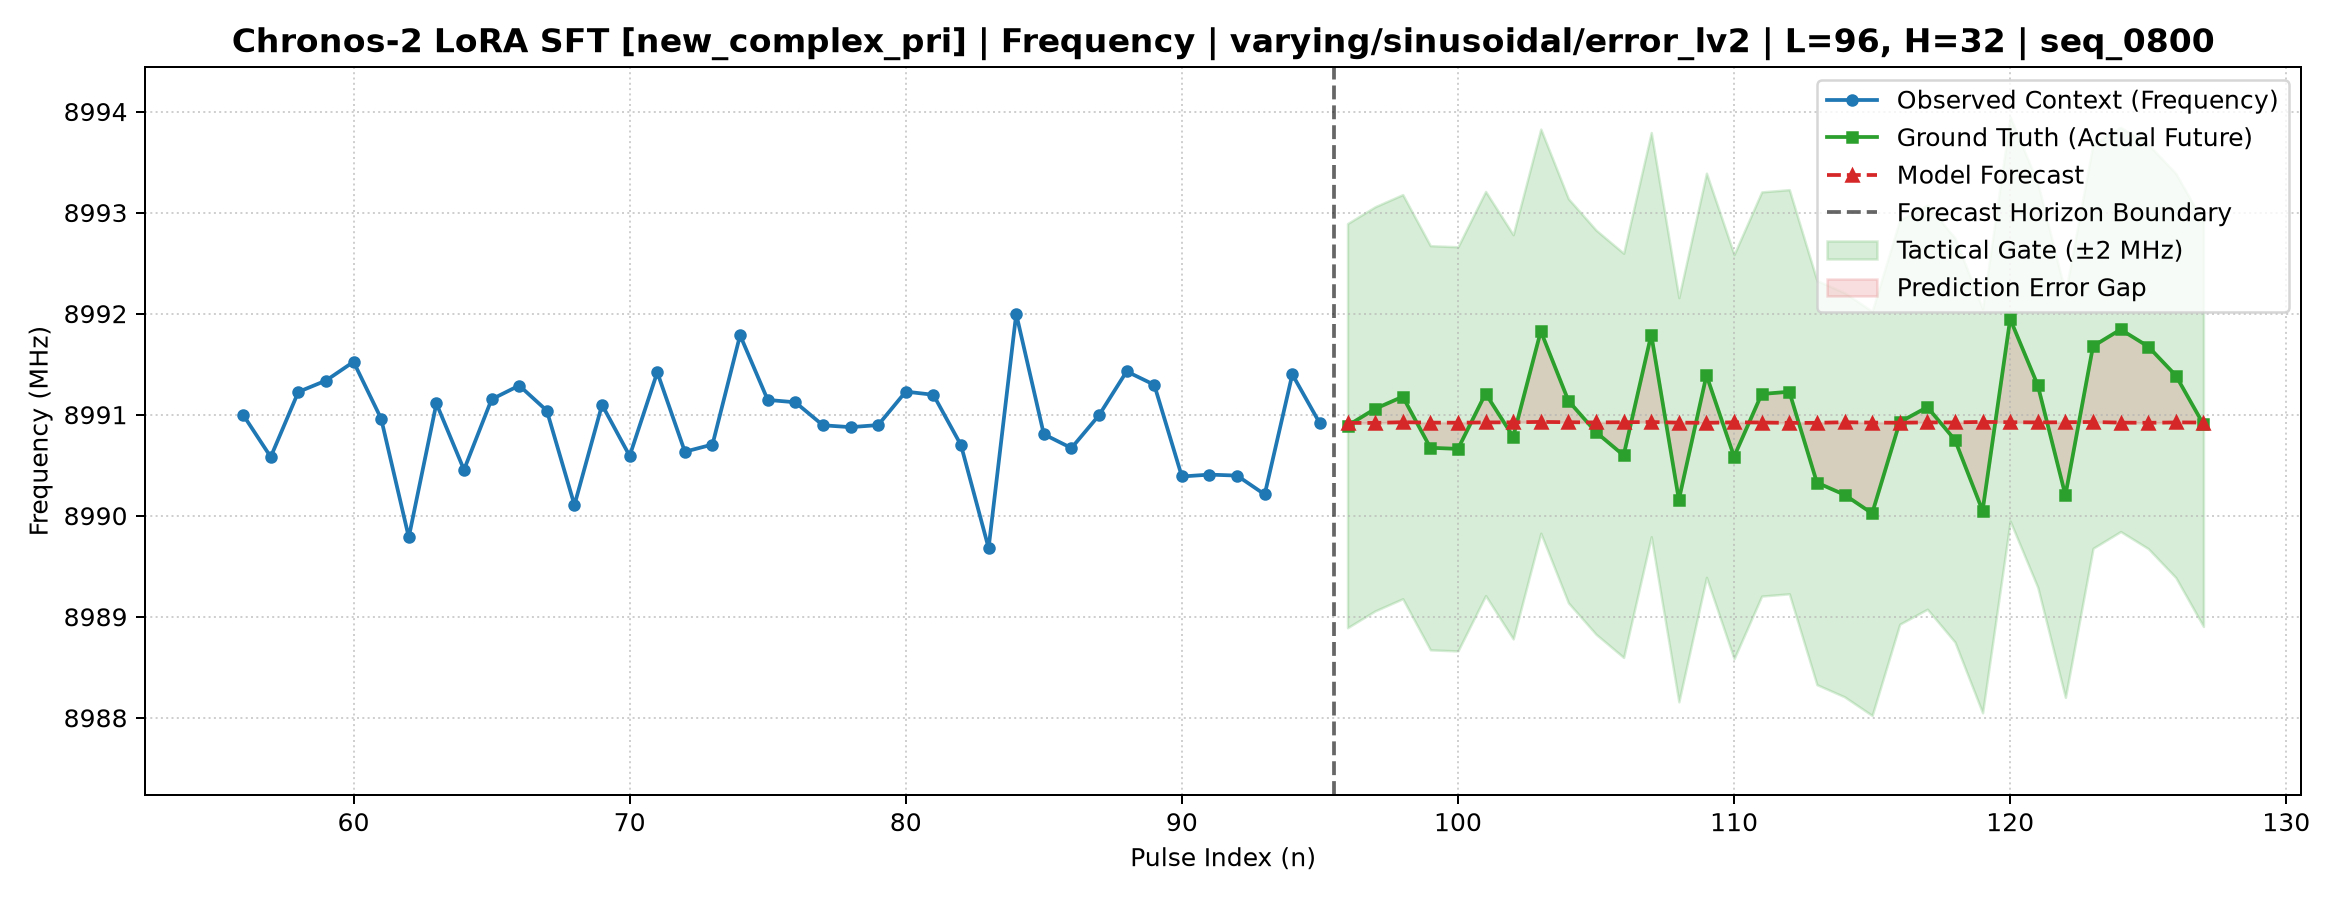 Chronos-2 LoRA SFT [new_complex_pri] | Frequency | varying/sinusoidal/error_lv2 | L=96, H=32 | seq_0800
Frequency (MHz)
8994
8993
8992
8991
8990
8989
8988
Observed Context (Frequency)
Ground Truth (Actual Future)
Model Forecast
Forecast Horizon Boundary
Tactical Gate (±2 MHz)
Prediction Error Gap
60 70 80 90 100 110 120 130
Pulse Index (n)